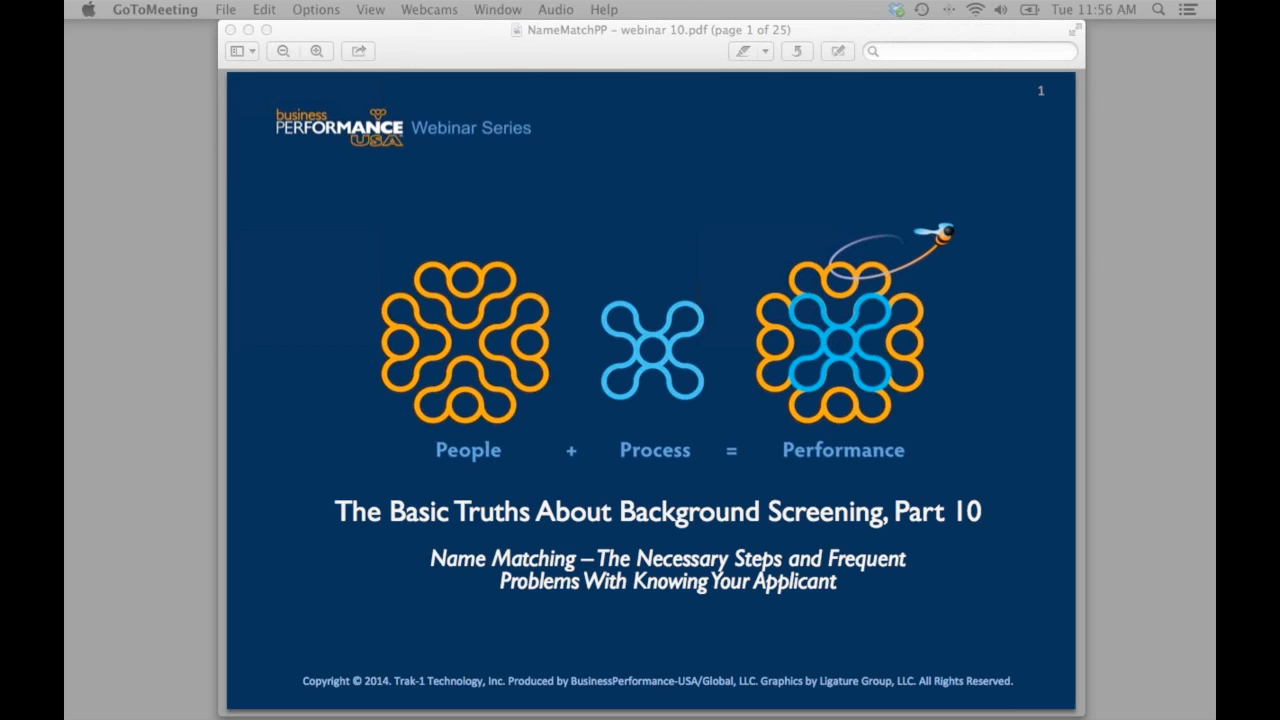 GoToMeeting File Edit Options View Webcams Window Audio Help Tue 11:56 AM
NameMatchPP – webinar 10.pdf (page 1 of 25)
1
business
PERFORMANCE Webinar Series
USA
People + Process = Performance
The Basic Truths About Background Screening, Part 10
Name Matching – The Necessary Steps and Frequent
Problems With Knowing Your Applicant
Copyright © 2014. Trak-1 Technology, Inc. Produced by BusinessPerformance-USA/Global, LLC. Graphics by Ligature Group, LLC. All Rights Reserved.